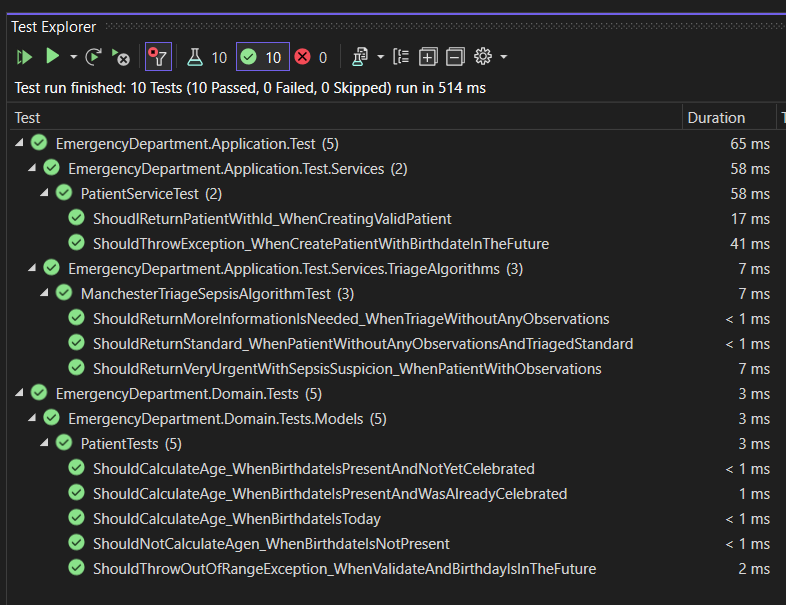 Test Explorer
10 10 0
Test run finished: 10 Tests (10 Passed, 0 Failed, 0 Skipped) run in 514 ms
Test Duration T
EmergencyDepartment.Application.Test (5) 65 ms
EmergencyDepartment.Application.Test.Services (2) 58 ms
PatientServiceTest (2) 58 ms
ShoudlReturnPatientWithId_WhenCreatingValidPatient 17 ms
ShouldThrowException_WhenCreatePatientWithBirthdateInTheFuture 41 ms
EmergencyDepartment.Application.Test.Services.TriageAlgorithms (3) 7 ms
ManchesterTriageSepsisAlgorithmTest (3) 7 ms
ShouldReturnMoreInformationIsNeeded_WhenTriageWithoutAnyObservations < 1 ms
ShouldReturnStandard_WhenPatientWithoutAnyObservationsAndTriagedStandard < 1 ms
ShouldReturnVeryUrgentWithSepsisSuspicion_WhenPatientWithObservations 7 ms
EmergencyDepartment.Domain.Tests (5) 3 ms
EmergencyDepartment.Domain.Tests.Models (5) 3 ms
PatientTests (5) 3 ms
ShouldCalculateAge_WhenBirthdateIsPresentAndNotYetCelebrated < 1 ms
ShouldCalculateAge_WhenBirthdateIsPresentAndWasAlreadyCelebrated 1 ms
ShouldCalculateAge_WhenBirthdateIsToday < 1 ms
ShouldNotCalculateAgen_WhenBirthdateIsNotPresent < 1 ms
ShouldThrowOutOfRangeException_WhenValidateAndBirthdayIsInTheFuture 2 ms